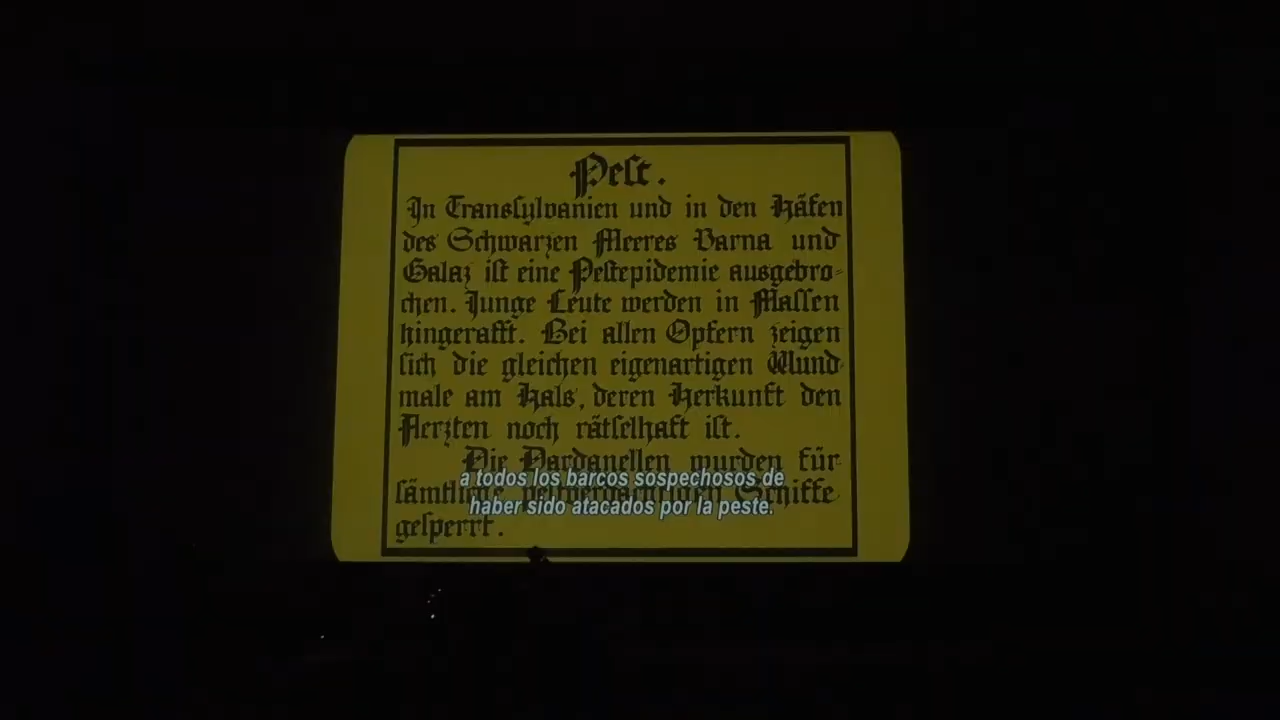 Pest.
In Transsylvanien und in den Häfen
des Schwarzen Meeres Varna und
Galaz ist eine Pestepidemie ausgebro-
chen. Junge Leute werden in Massen
hingerafft. Bei allen Opfern zeigen
sich die gleichen eigenartigen Wund-
male am Hals, deren Herkunft den
Aerzten noch rätselhaft ist.
Die Dardanellen wurden für
sämtliche pestverdächtigen Schiffe
gesperrt.
a todos los barcos sospechosos de
haber sido atacados por la peste.